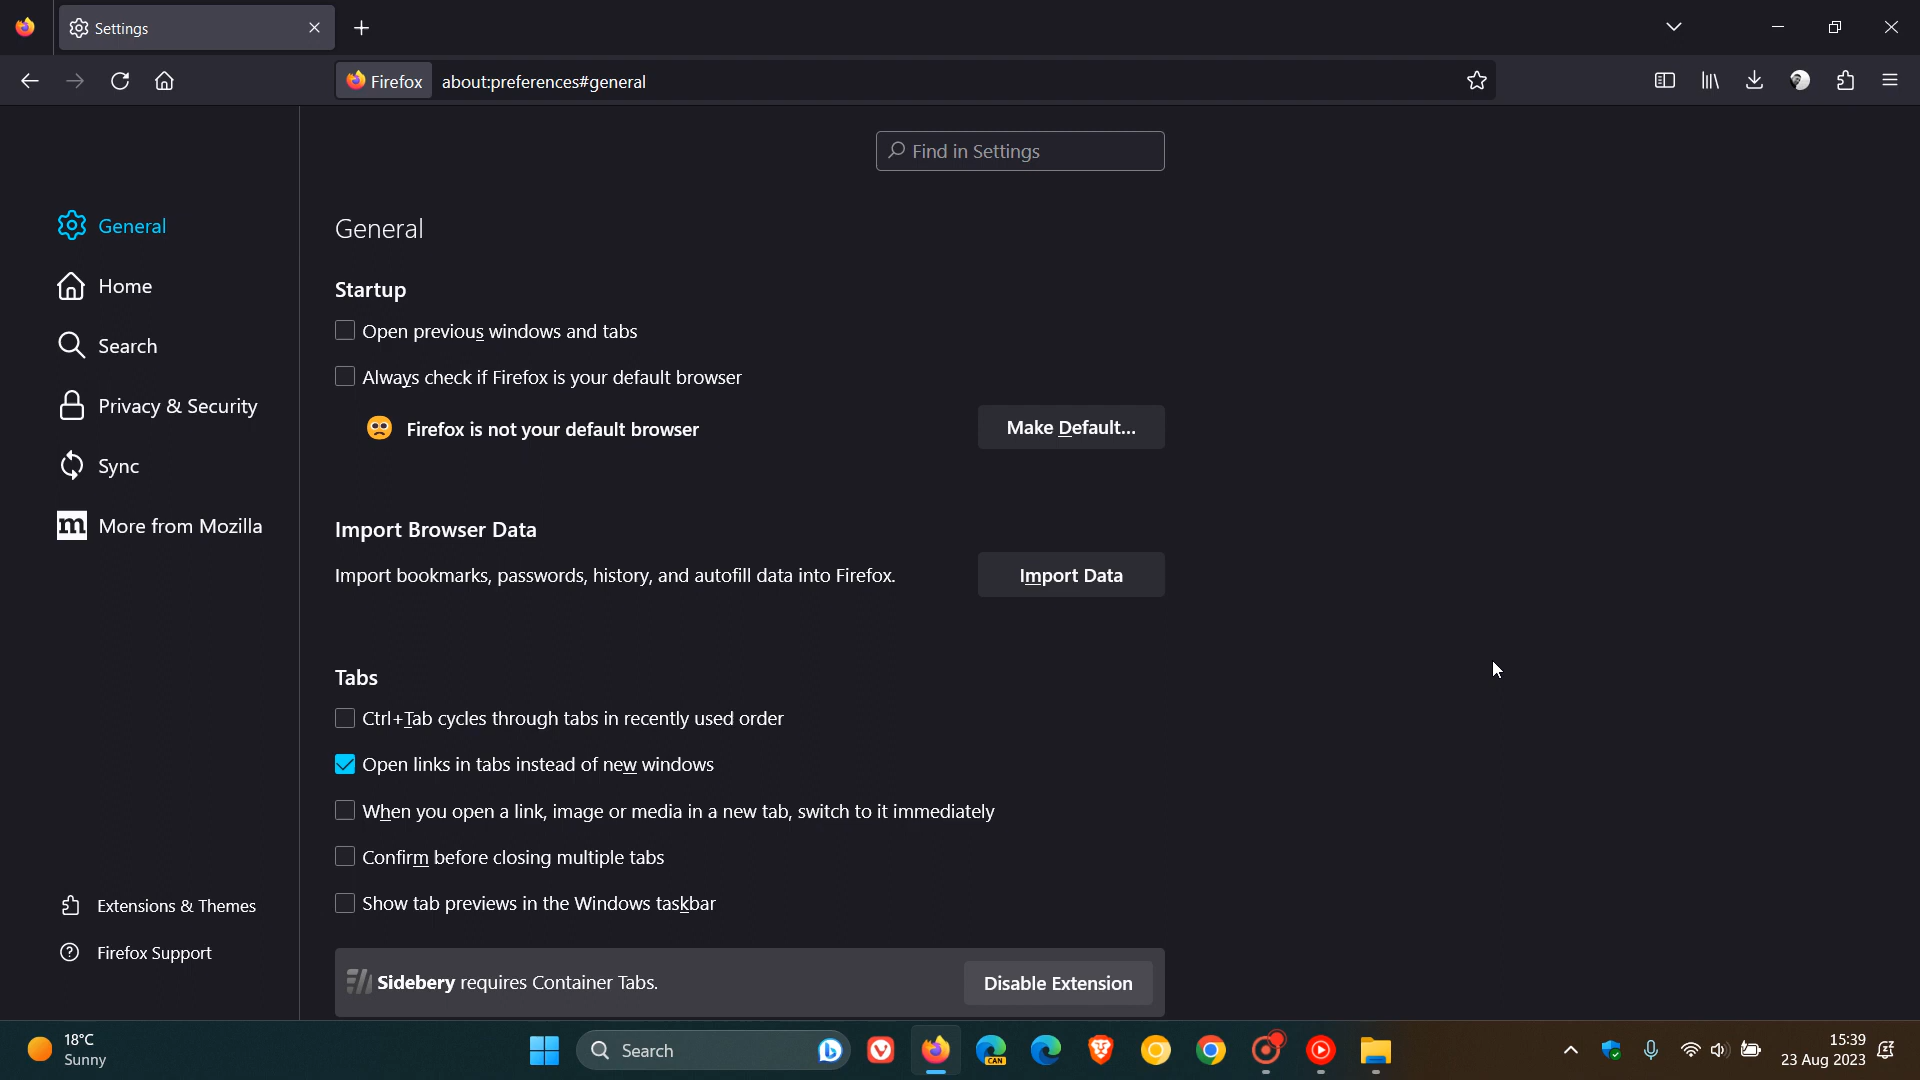 Settings
Firefox about:preferences#general
Find in Settings
General
Home
Search
Privacy & Security
Sync
m More from Mozilla
Extensions & Themes
Firefox Support
General
Startup
Open previous windows and tabs
Always check if Firefox is your default browser
Firefox is not your default browser
Make Default...
Import Browser Data
Import bookmarks, passwords, history, and autofill data into Firefox.
Import Data
Tabs
Ctrl+Tab cycles through tabs in recently used order
Open links in tabs instead of new windows
When you open a link, image or media in a new tab, switch to it immediately
Confirm before closing multiple tabs
Show tab previews in the Windows taskbar
Sidebery requires Container Tabs.
Disable Extension
18°C
Sunny
Search
CAN
15:39
23 Aug 2023